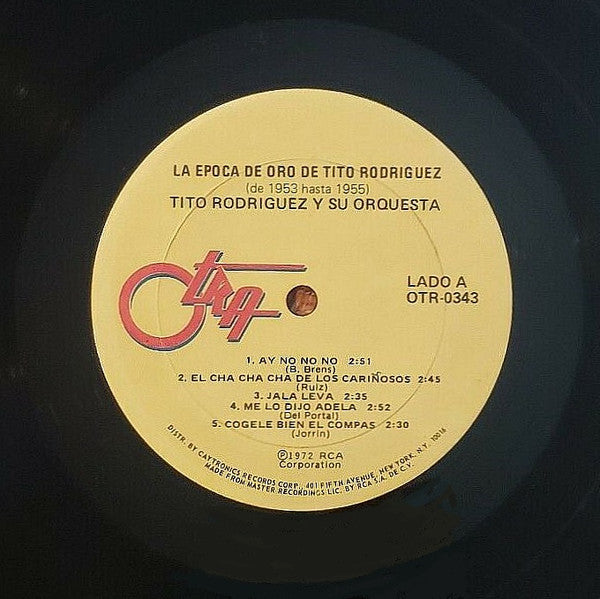 LA EPOCA DE ORO DE TITO RODRIGUEZ
(de 1953 hasta 1955)
TITO RODRIGUEZ Y SU ORQUESTA
Otra
LADO A
OTR-0343
1. AY NO NO NO 2:51
(B. Brens)
2. EL CHA CHA CHA DE LOS CARIÑOSOS 2:45
(Ruiz)
3. JALA LEVA 2:35
4. ME LO DIJO ADELA 2:52
(Del Portal)
5. COGELE BIEN EL COMPAS 2:30
(Jorrin)
Ⓟ1972 RCA
Corporation
DISTR. BY CAYTRONICS RECORDS CORP., 401 FIFTH AVENUE, NEW YORK, N.Y. 10016
MADE FROM MASTER RECORDINGS LIC. BY RCA S.A. DE C.V.